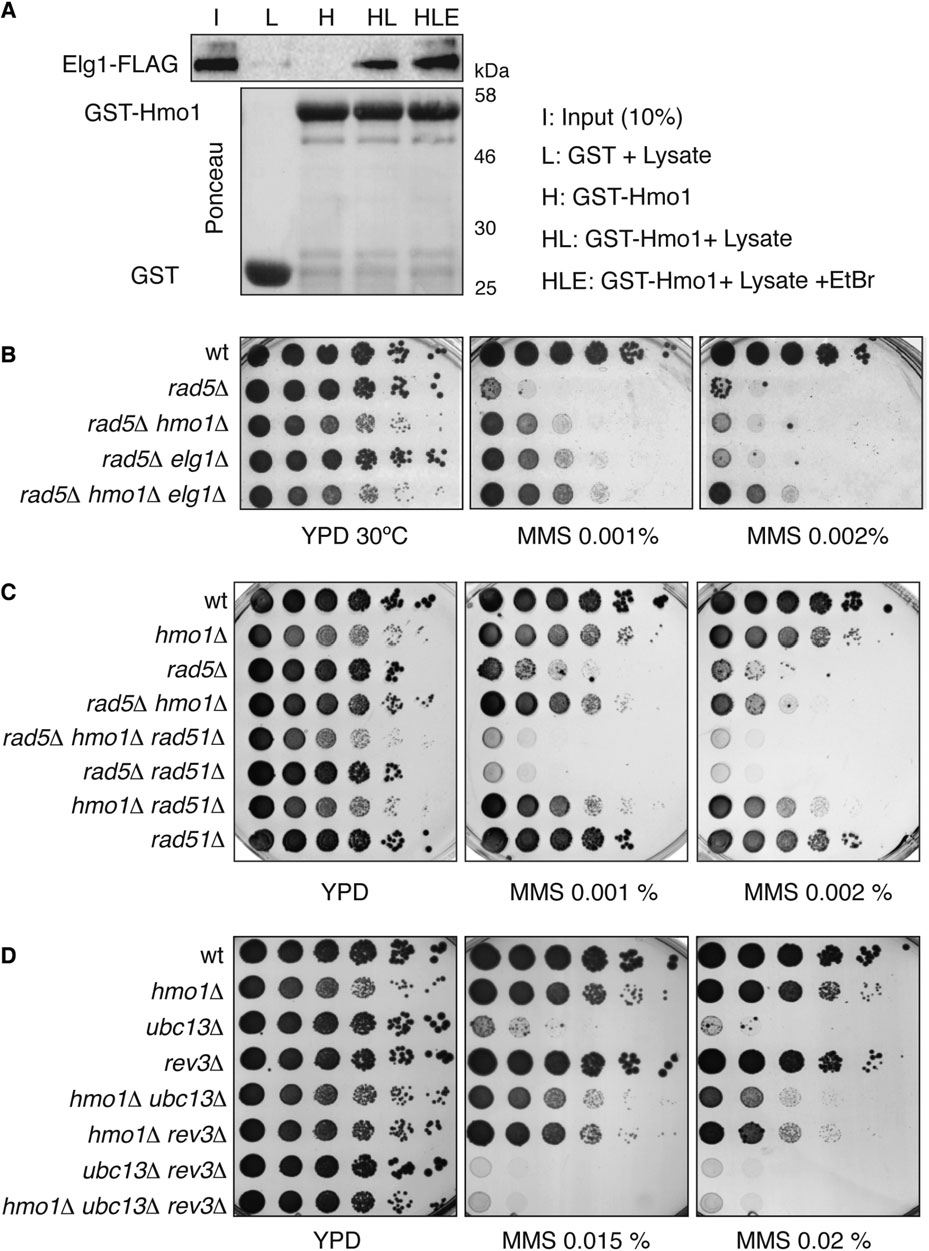 A
I L H HL HLE
Elg1-FLAG
kDa
GST-Hmo1
58
46
30
25
Ponceau
GST
I: Input (10%)
L: GST + Lysate
H: GST-Hmo1
HL: GST-Hmo1+ Lysate
HLE: GST-Hmo1+ Lysate +EtBr
B
wt
rad5Δ
rad5Δ hmo1Δ
rad5Δ elg1Δ
rad5Δ hmo1Δ elg1Δ
YPD 30ºC MMS 0.001% MMS 0.002%
C
wt
hmo1Δ
rad5Δ
rad5Δ hmo1Δ
rad5Δ hmo1Δ rad51Δ
rad5Δ rad51Δ
hmo1Δ rad51Δ
rad51Δ
YPD MMS 0.001 % MMS 0.002 %
D
wt
hmo1Δ
ubc13Δ
rev3Δ
hmo1Δ ubc13Δ
hmo1Δ rev3Δ
ubc13Δ rev3Δ
hmo1Δ ubc13Δ rev3Δ
YPD MMS 0.015 % MMS 0.02 %